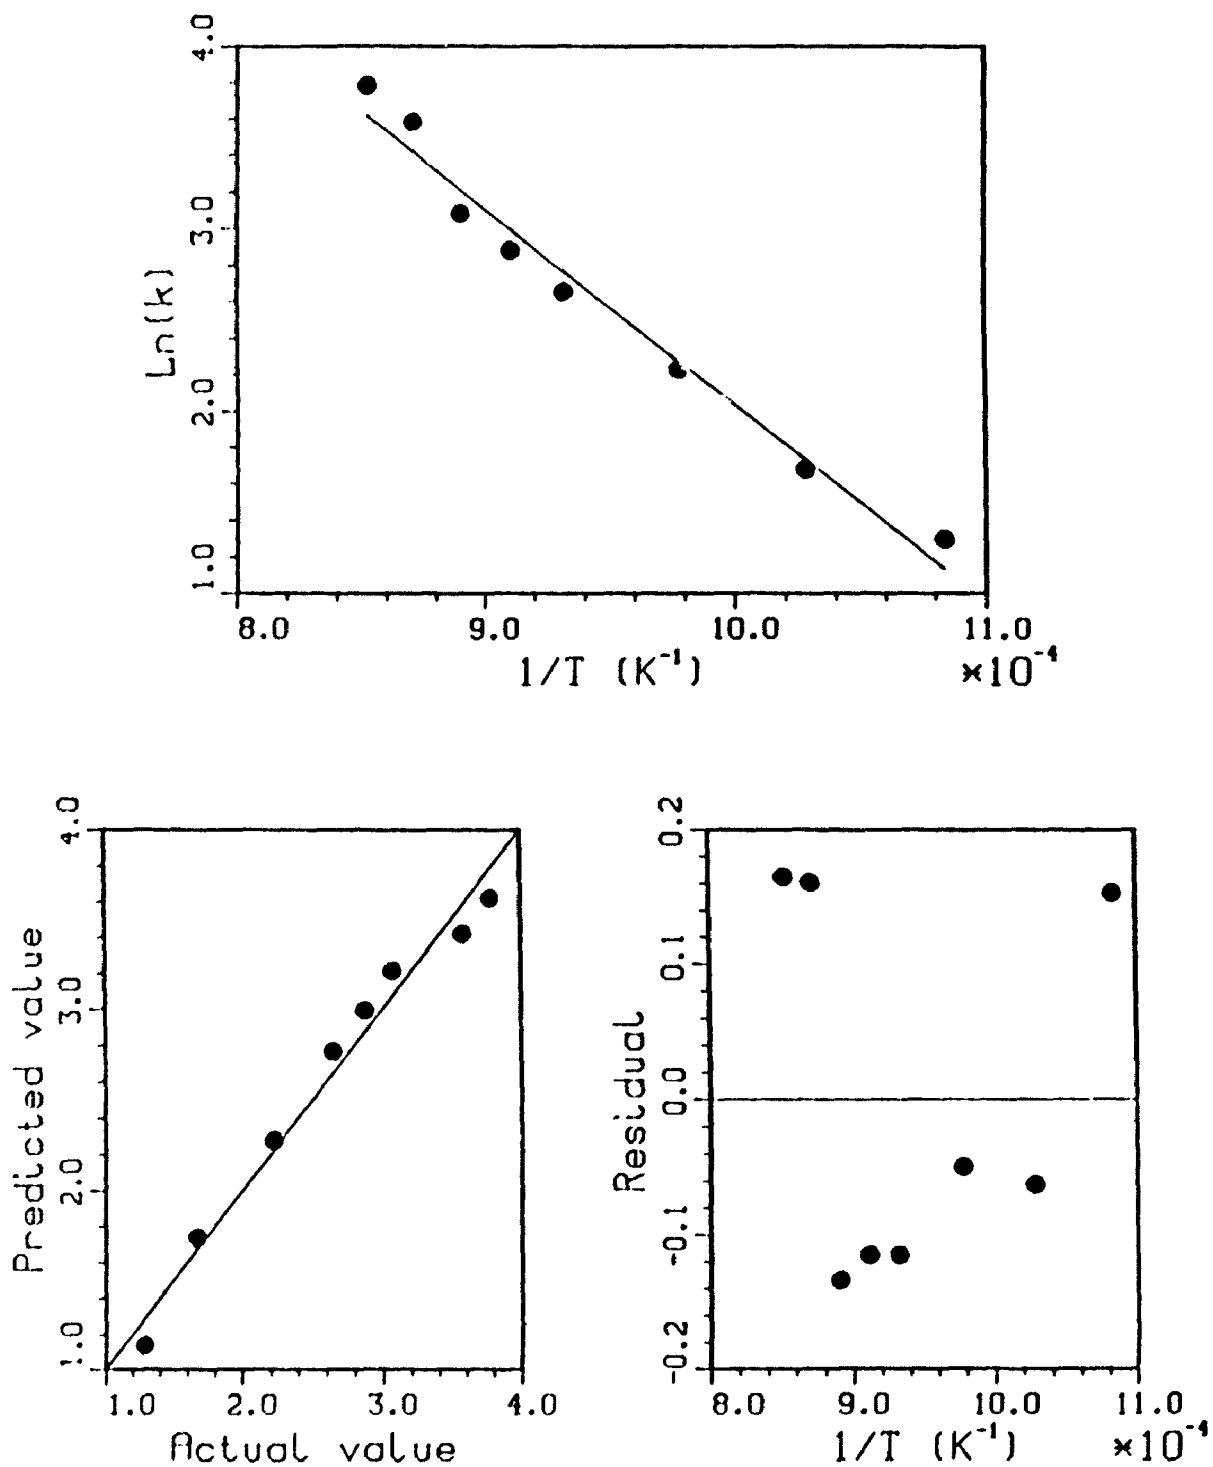 4.0
3.0
2.0
1.0
Ln(k)
8.0 9.0 10.0 11.0
1/T (K⁻¹) ×10⁻⁴
4.0
3.0
2.0
1.0
Predicted value
1.0 2.0 3.0 4.0
Actual value
0.2
0.1
0.0
-0.1
-0.2
Residual
8.0 9.0 10.0 11.0
1/T (K⁻¹) ×10⁻⁴